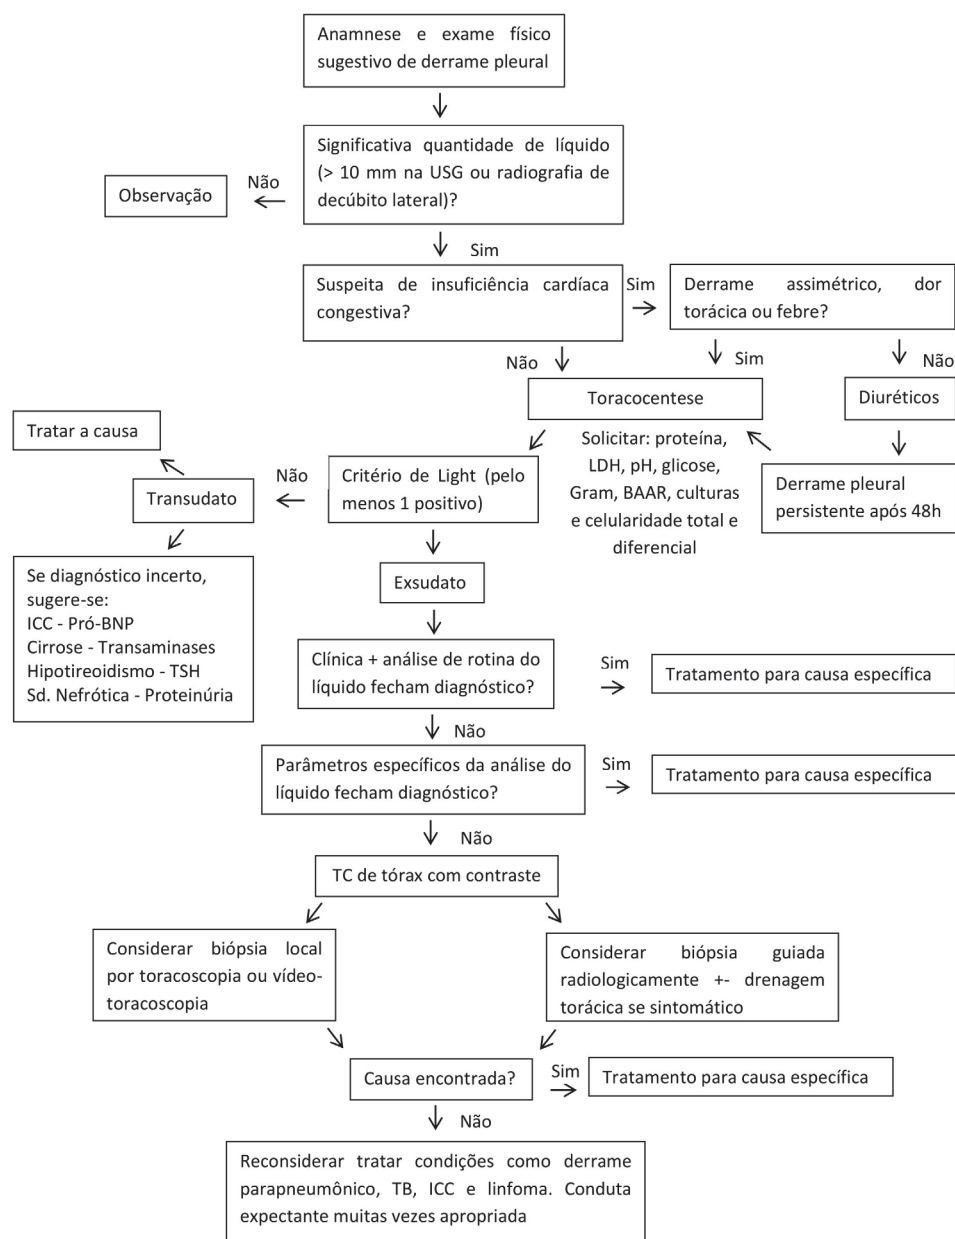 Anamnese e exame físico
sugestivo de derrame pleural
Significativa quantidade de líquido
(> 10 mm na USG ou radiografia de
decúbito lateral)?
Não
Observação
Sim
Suspeita de insuficiência cardíaca
congestiva?
Sim
Derrame assimétrico, dor
torácica ou febre?
Não
Sim
Não
Toracocentese
Diuréticos
Solicitar: proteína,
LDH, pH, glicose,
Gram, BAAR, culturas
e celularidade total e
diferencial
Derrame pleural
persistente após 48h
Critério de Light (pelo
menos 1 positivo)
Não
Transudato
Tratar a causa
Se diagnóstico incerto,
sugere-se:
ICC - Pró-BNP
Cirrose - Transaminases
Hipotireoidismo - TSH
Sd. Nefrótica - Proteinúria
Exsudato
Clínica + análise de rotina do
líquido fecham diagnóstico?
Sim
Tratamento para causa específica
Não
Parâmetros específicos da análise do
líquido fecham diagnóstico?
Sim
Tratamento para causa específica
Não
TC de tórax com contraste
Considerar biópsia local
por toracoscopia ou vídeo-
toracoscopia
Considerar biópsia guiada
radiologicamente +- drenagem
torácica se sintomático
Causa encontrada?
Sim
Tratamento para causa específica
Não
Reconsiderar tratar condições como derrame
parapneumônico, TB, ICC e linfoma. Conduta
expectante muitas vezes apropriada